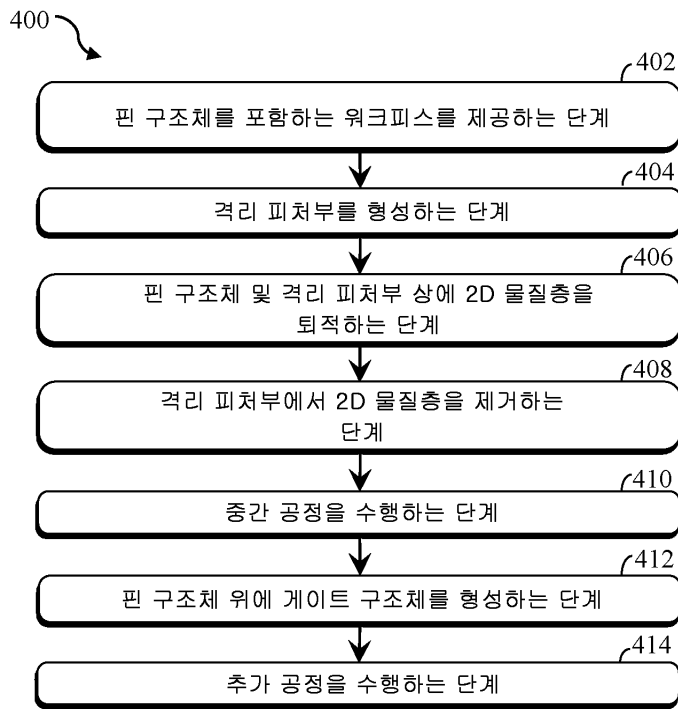 400
402
핀 구조체를 포함하는 워크피스를 제공하는 단계
404
격리 피처부를 형성하는 단계
406
핀 구조체 및 격리 피처부 상에 2D 물질층을
퇴적하는 단계
408
격리 피처부에서 2D 물질층을 제거하는
단계
410
중간 공정을 수행하는 단계
412
핀 구조체 위에 게이트 구조체를 형성하는 단계
414
추가 공정을 수행하는 단계